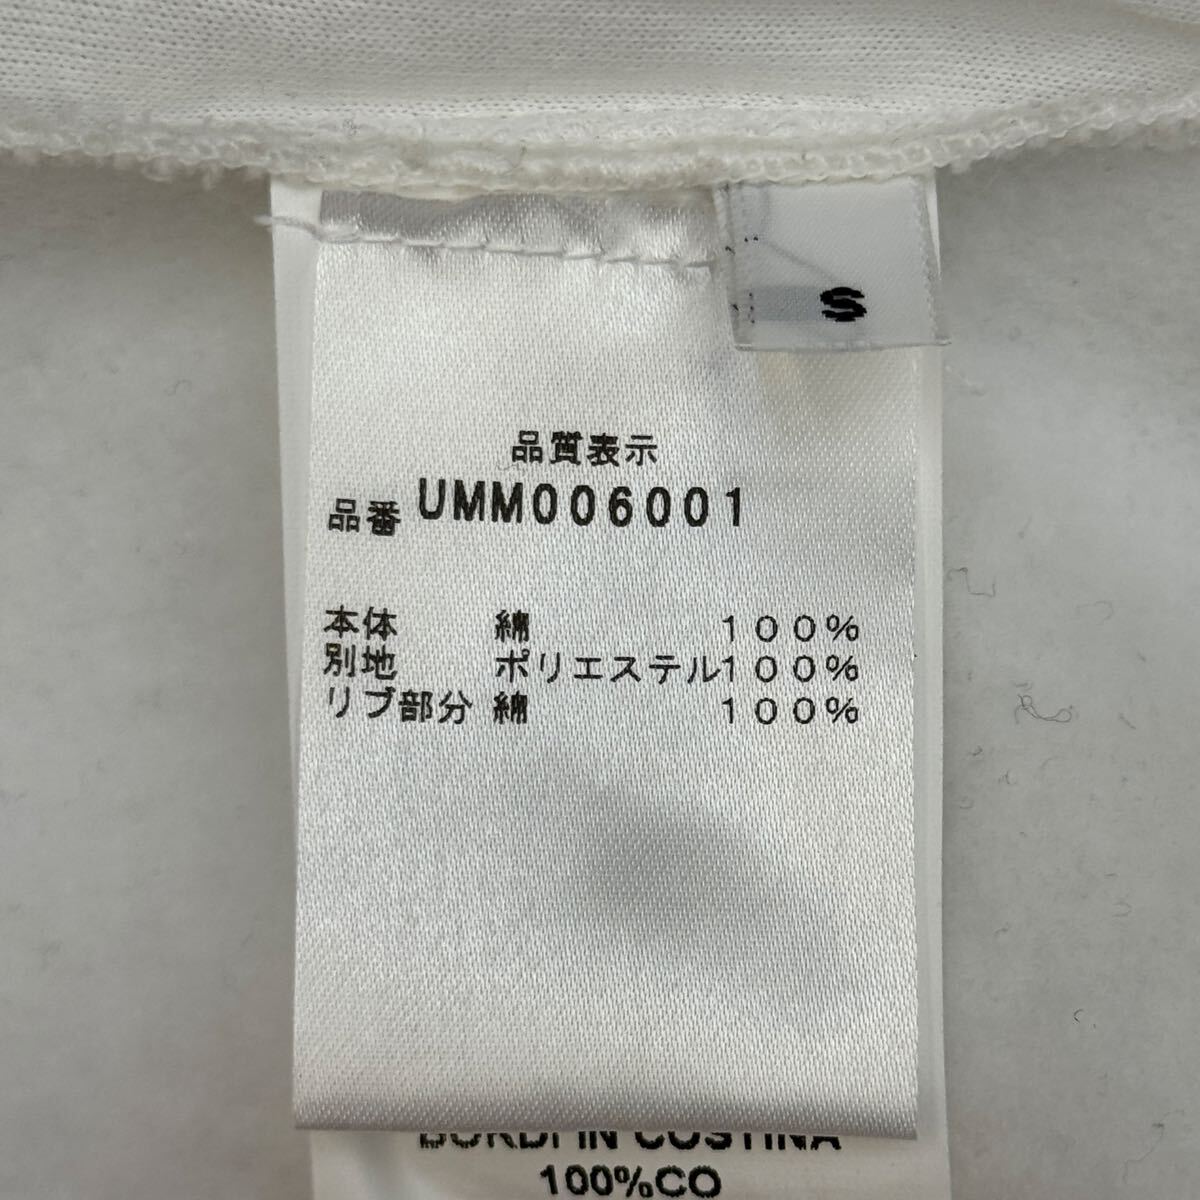 S
品質表示
品番 UMM006001
本体 綿 100%
別地 ポリエステル100%
リブ部分 綿 100%
BORDI IN COSTINA
100%CO